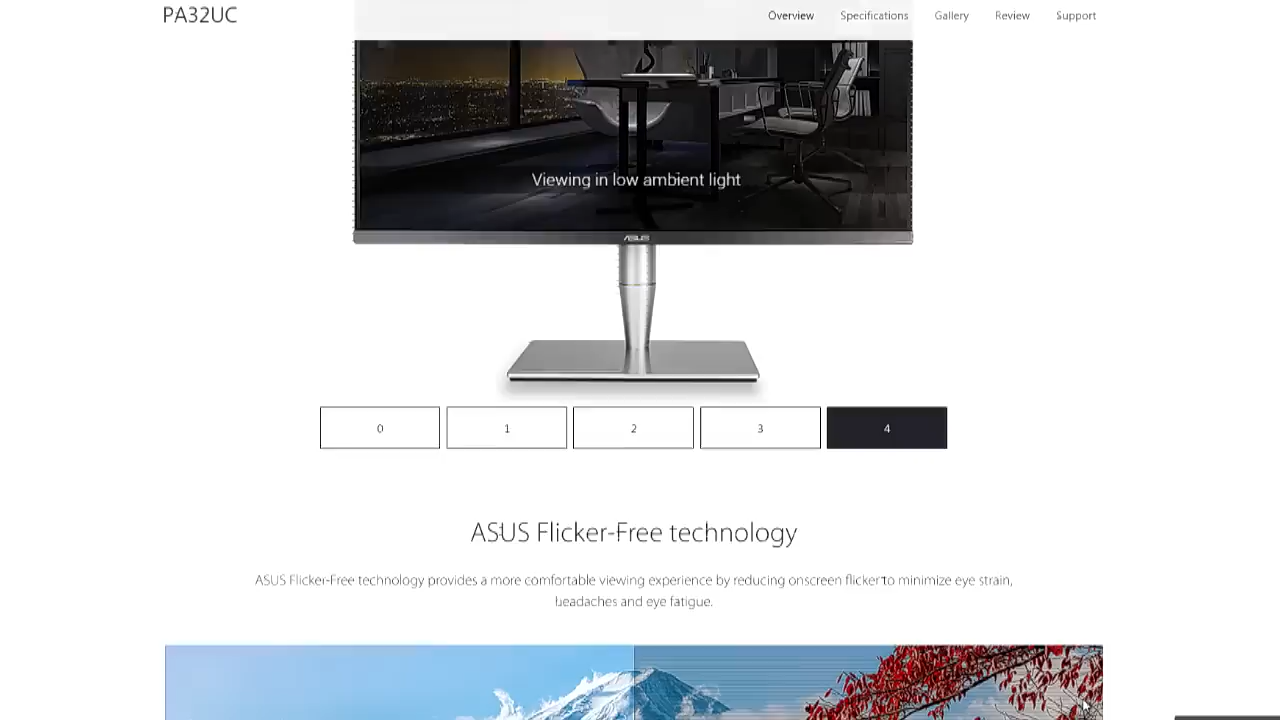 PA32UC
Overview Specifications Gallery Review Support
Viewing in low ambient light
ASUS
0 1 2 3 4
ASUS Flicker-Free technology
ASUS Flicker-Free technology provides a more comfortable viewing experience by reducing onscreen flicker to minimize eye strain,
headaches and eye fatigue.